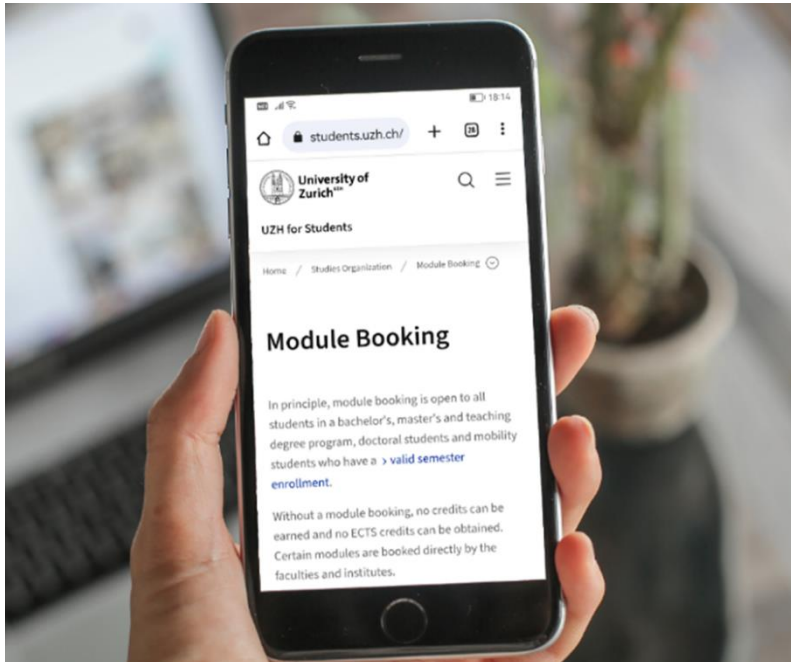 18:14
students.uzh.ch/
28
University of
Zurich
UZH for Students
Home / Studies Organization / Module Booking
Module Booking
In principle, module booking is open to all
students in a bachelor's, master's and teaching
degree program, doctoral students and mobility
students who have a › valid semester
enrollment.
Without a module booking, no credits can be
earned and no ECTS credits can be obtained.
Certain modules are booked directly by the
faculties and institutes.